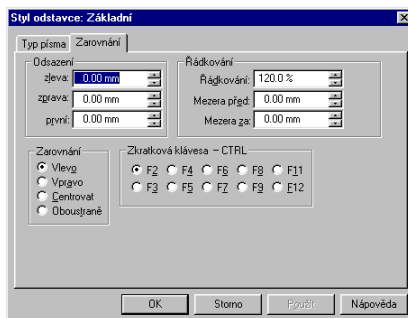 Styl odstavce: Základní
Typ písma Zarovnání
Odsazení
zleva: 0.00 mm
zprava: 0.00 mm
první: 0.00 mm
Řádkování
Řádkování: 120.0 %
Mezera před: 0.00 mm
Mezera za: 0.00 mm
Zarovnání
Vlevo
Vpravo
Centrovat
Oboustraně
Zkratková klávesa – CTRL
F2 F4 F6 F8 F11
F3 F5 F7 F9 F12
OK Storno Použít Nápověda